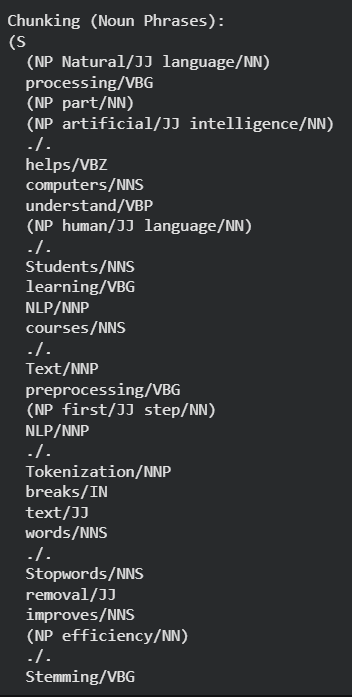 Chunking (Noun Phrases):
(S
(NP Natural/JJ language/NN)
processing/VBG
(NP part/NN)
(NP artificial/JJ intelligence/NN)
./.
helps/VBZ
computers/NNS
understand/VBP
(NP human/JJ language/NN)
./.
Students/NNS
learning/VBG
NLP/NNP
courses/NNS
./.
Text/NNP
preprocessing/VBG
(NP first/JJ step/NN)
NLP/NNP
./.
Tokenization/NNP
breaks/IN
text/JJ
words/NNS
./.
Stopwords/NNS
removal/JJ
improves/NNS
(NP efficiency/NN)
./.
Stemming/VBG